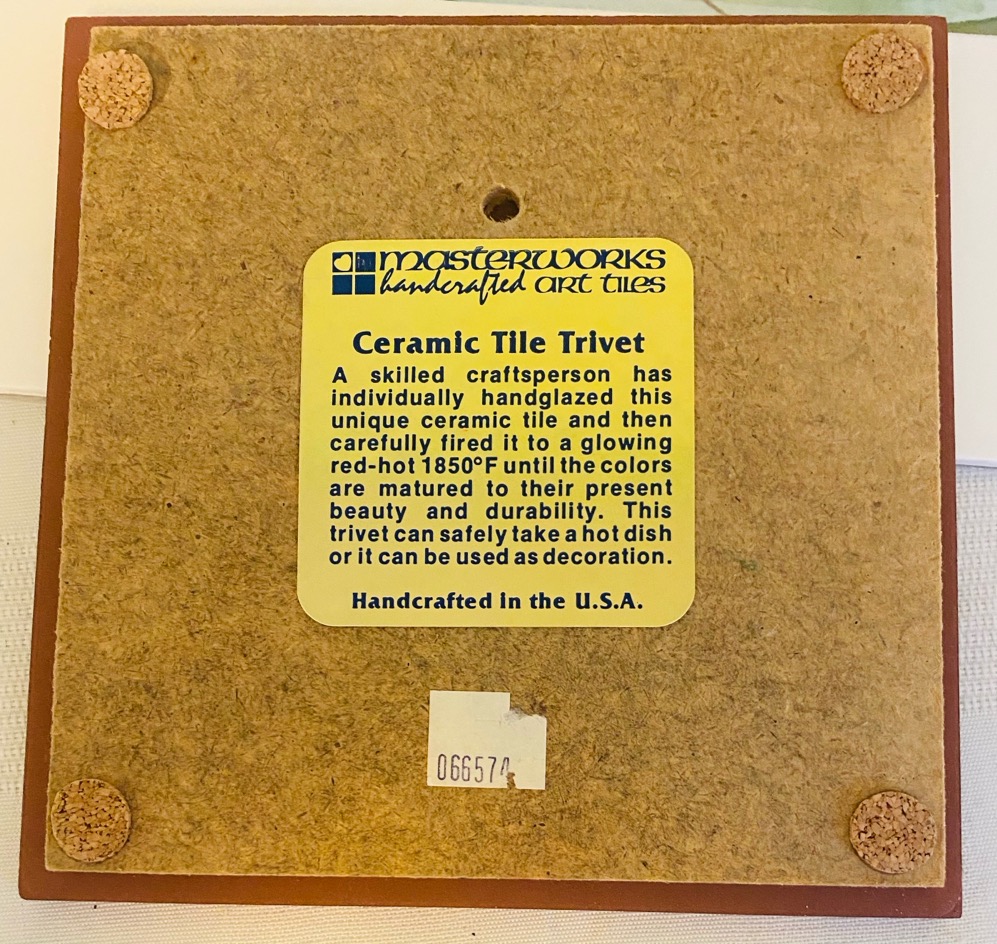 masterworks
handcrafted art tiles
Ceramic Tile Trivet
A skilled craftsperson has
individually handglazed this
unique ceramic tile and then
carefully fired it to a glowing
red-hot 1850°F until the colors
are matured to their present
beauty and durability. This
trivet can safely take a hot dish
or it can be used as decoration.
Handcrafted in the U.S.A.